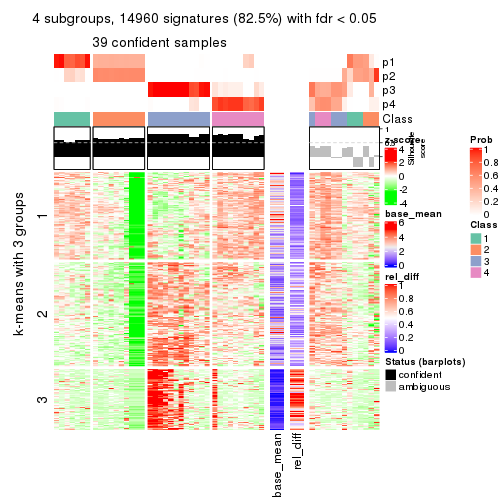 4 subgroups, 14960 signatures (82.5%) with fdr < 0.05
39 confident samples
p1
p2
p3
p4
Class
1
Silhouette
score
z-score
4
2
0
-2
-4
Prob
1
0.8
0.6
0.4
0.2
0
base_mean
6
4
2
0
Class
1
2
3
4
rel_diff
1
0.8
0.6
0.4
0.2
0
Status (barplots)
confident
ambiguous
k-means with 3 groups
1
2
3
base_mean
rel_diff